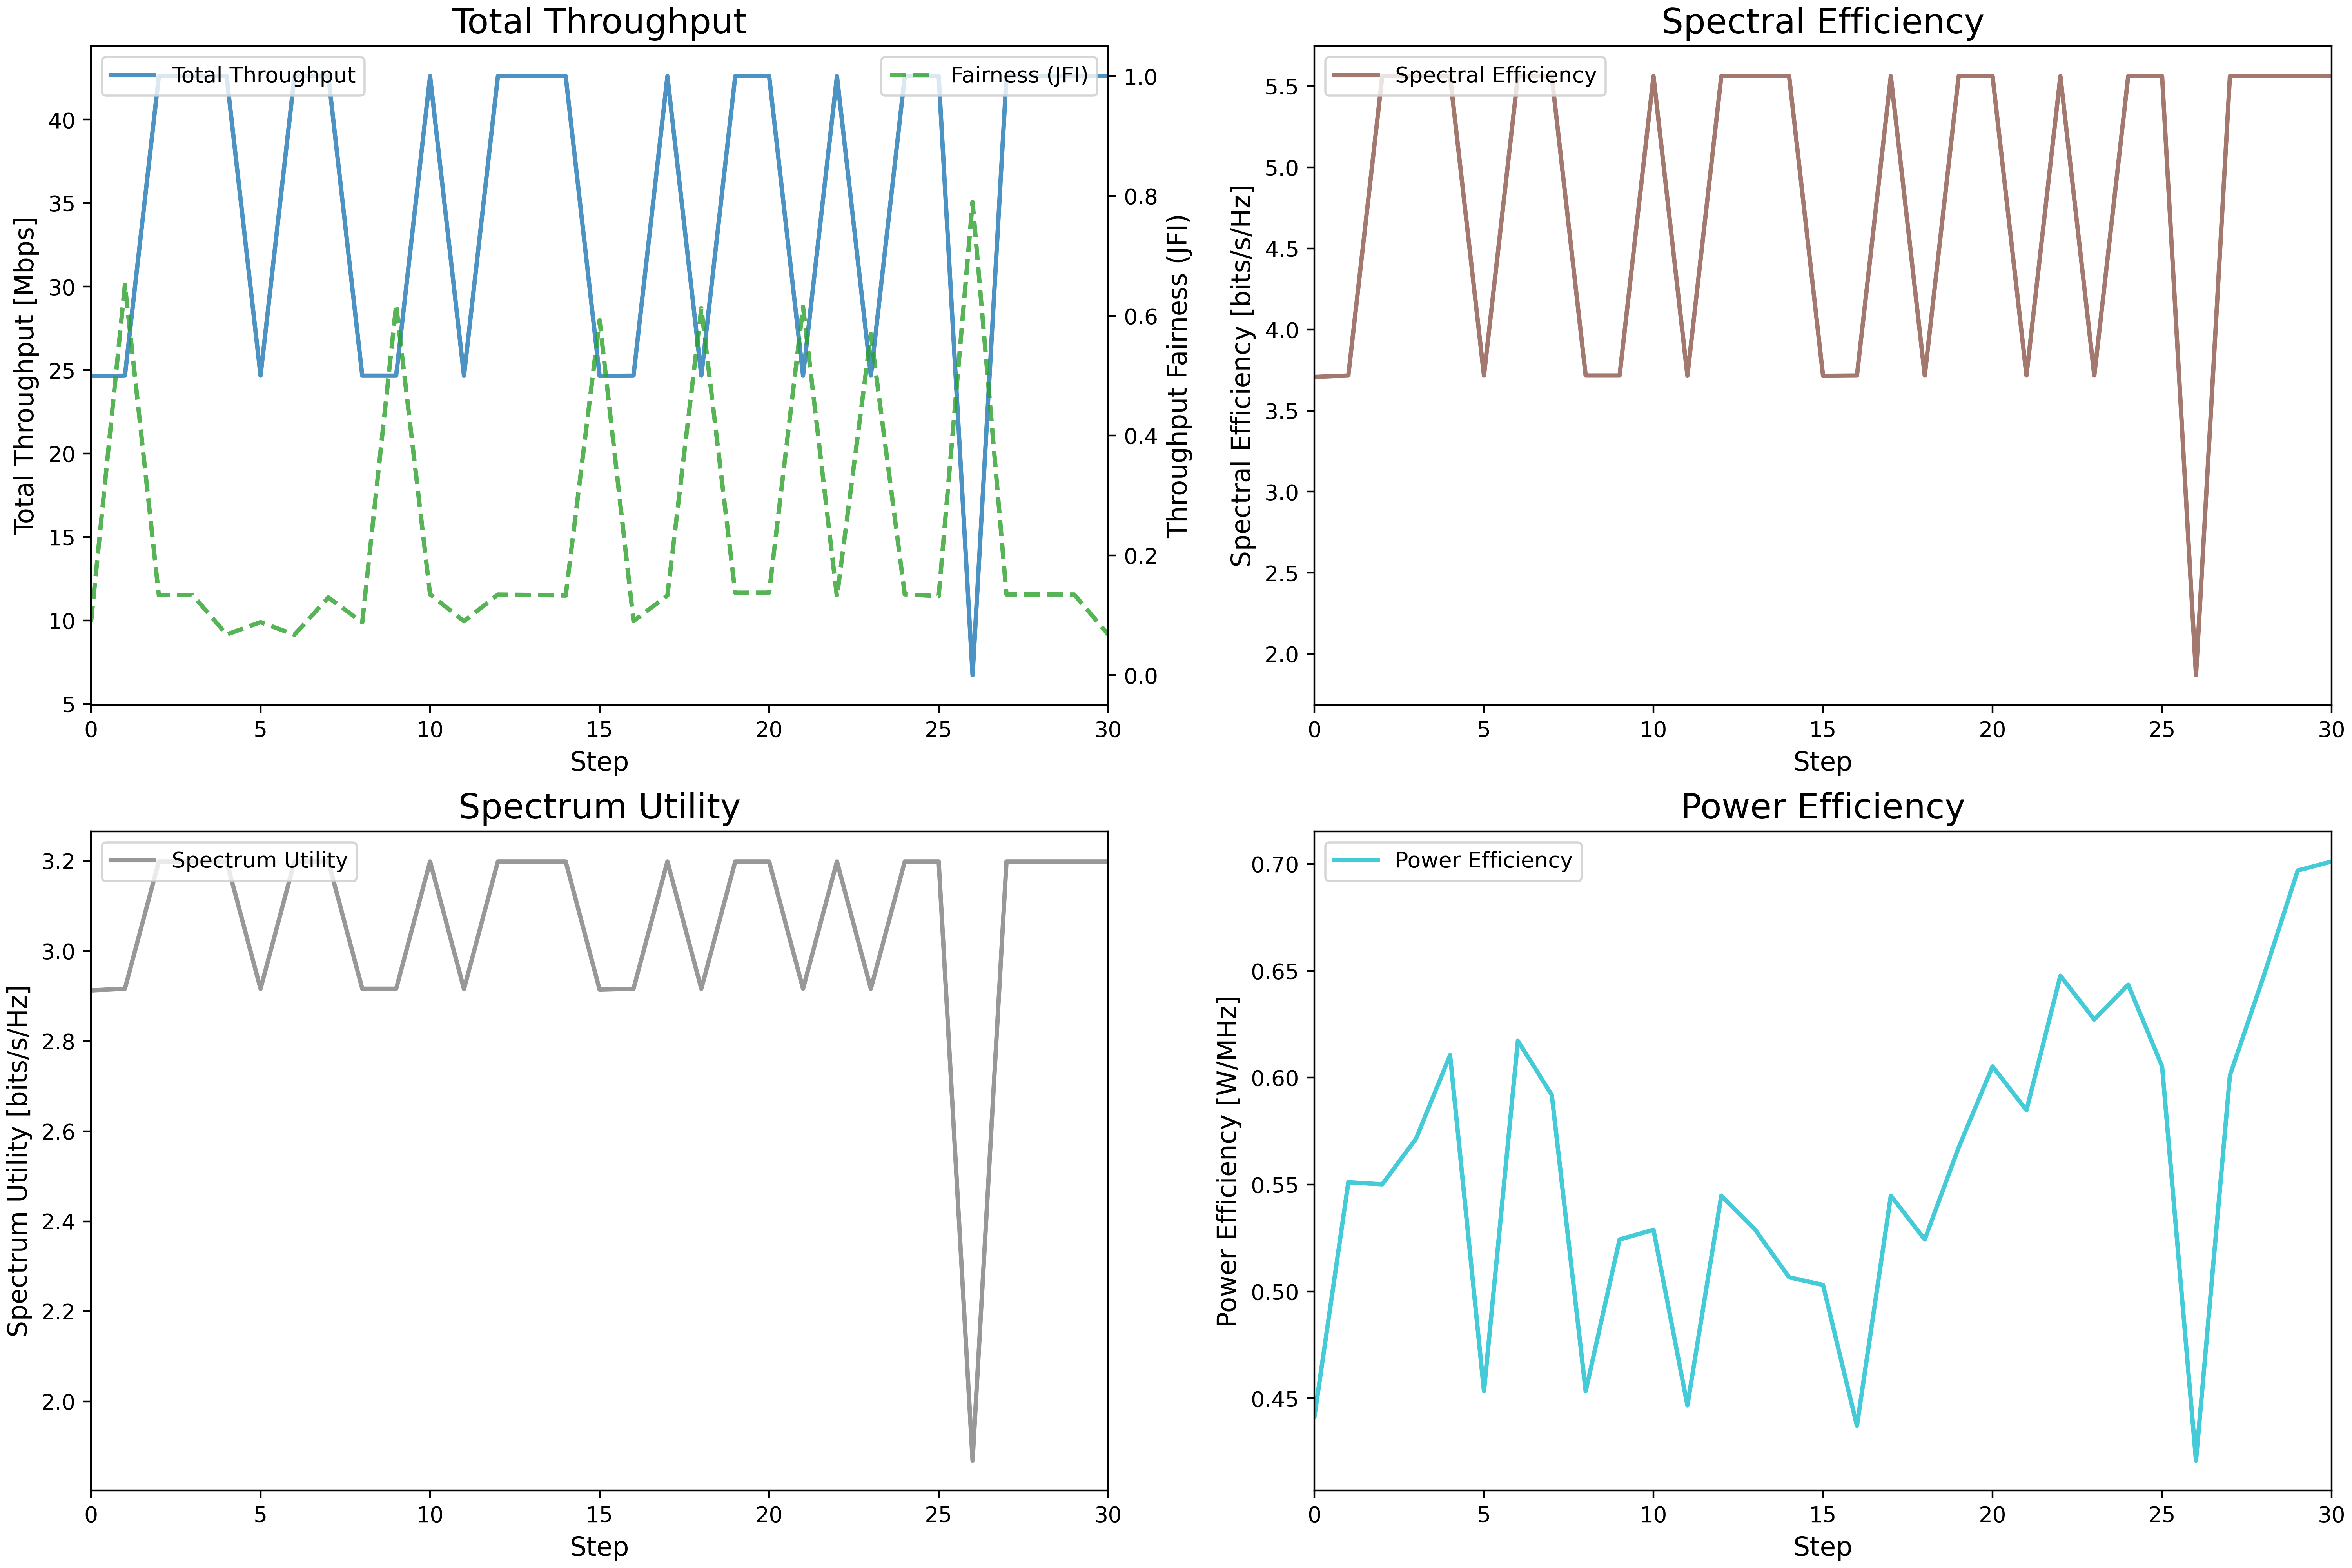 Total Throughput
Total Throughput
Fairness (JFI)
Total Throughput [Mbps]
40
35
30
25
20
15
10
5
1.0
0.8
0.6
0.4
0.2
0.0
Throughput Fairness (JFI)
0 5 10 15 20 25 30
Step
Spectral Efficiency
Spectral Efficiency
Spectral Efficiency [bits/s/Hz]
5.5
5.0
4.5
4.0
3.5
3.0
2.5
2.0
0 5 10 15 20 25 30
Step
Spectrum Utility
Spectrum Utility
Spectrum Utility [bits/s/Hz]
3.2
3.0
2.8
2.6
2.4
2.2
2.0
0 5 10 15 20 25 30
Step
Power Efficiency
Power Efficiency
Power Efficiency [W/MHz]
0.70
0.65
0.60
0.55
0.50
0.45
0 5 10 15 20 25 30
Step